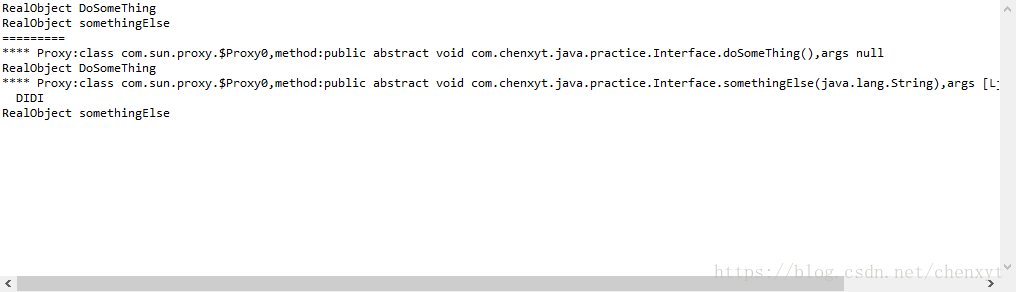 RealObject DoSomeThing
RealObject somethingElse
=========
**** Proxy:class com.sun.proxy.$Proxy0,method:public abstract void com.chenxyt.java.practice.Interface.doSomeThing(),args null
RealObject DoSomeThing
**** Proxy:class com.sun.proxy.$Proxy0,method:public abstract void com.chenxyt.java.practice.Interface.somethingElse(java.lang.String),args [Lj
  DIDI
RealObject somethingElse
https://blog.csdn.net/chenxyt